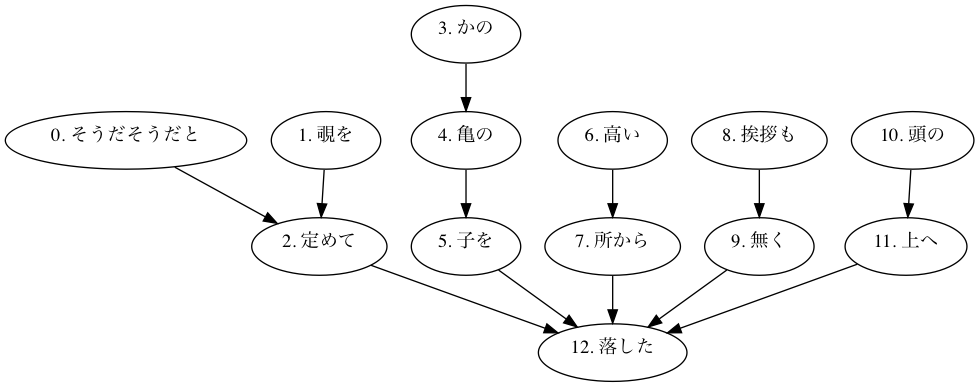 3. かの
0. そうだそうだと
1. 覗を
4. 亀の
6. 高い
8. 挨拶も
10. 頭の
2. 定めて
5. 子を
7. 所から
9. 無く
11. 上へ
12. 落した